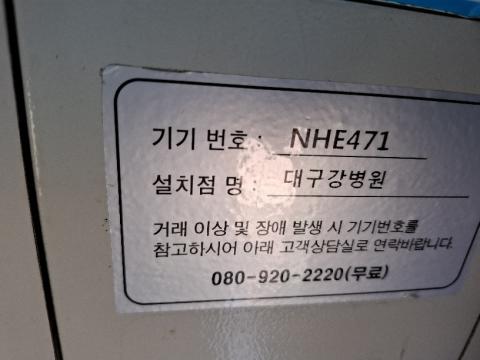 기기 번호 : NHE471
설치점 명 : 대구강병원
거래 이상 및 장애 발생 시 기기번호를
참고하시어 아래 고객상담실로 연락바랍니다.
080-920-2220(무료)